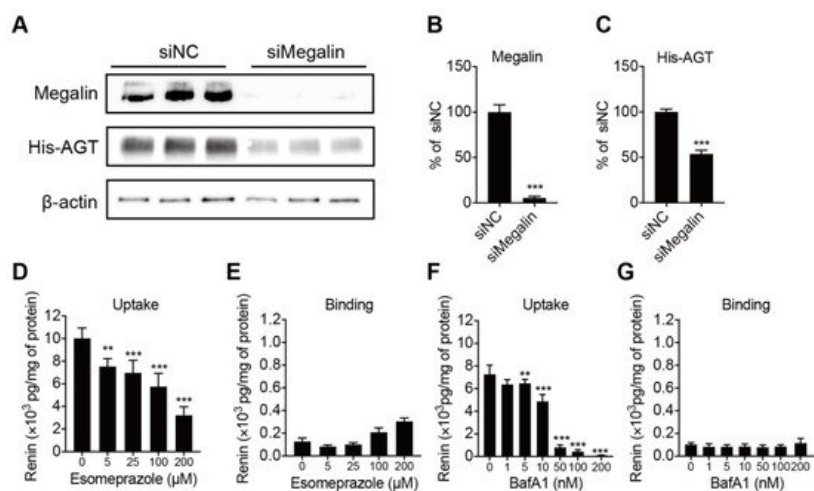 A
siNC siMegalin
Megalin
His-AGT
β-actin
B
Megalin
% of siNC
150
100
50
0
siNC
siMegalin
***
C
His-AGT
% of siNC
150
100
50
0
siNC
siMegalin
***
D
Uptake
Renin (×10³ pg/mg of protein)
12
10
8
6
4
2
0
** *** *** ***
0 5 25 100 200
Esomeprazole (μM)
E
Binding
Renin (×10³ pg/mg of protein)
1.2
1.0
0.8
0.6
0.4
0.2
0.0
0 5 25 100 200
Esomeprazole (μM)
F
Uptake
Renin (×10³pg/mg of protein)
12
10
8
6
4
2
0
** *** *** *** ***
0 1 5 10 50 100 200
BafA1 (nM)
G
Binding
Renin (×10³pg/mg of protein)
1.2
1.0
0.8
0.6
0.4
0.2
0.0
0 1 5 10 50 100 200
BafA1 (nM)